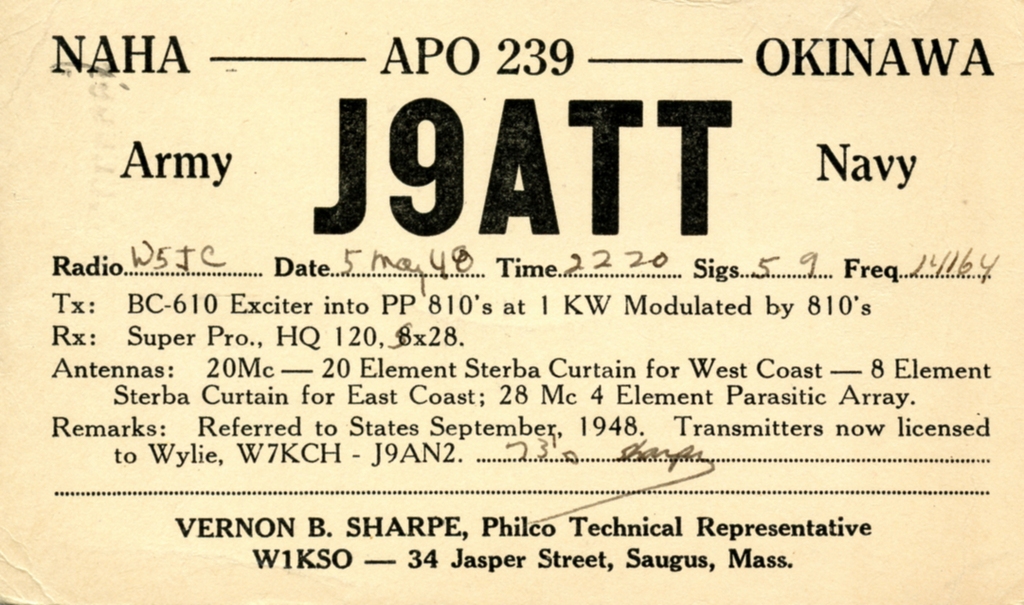 NAHA — APO 239 — OKINAWA
Army J9ATT Navy
Radio W5JC Date 5 May 48 Time 2220 Sigs 5 9 Freq 14164
Tx: BC-610 Exciter into PP 810's at 1 KW Modulated by 810's
Rx: Super Pro., HQ 120, Sx28.
Antennas: 20Mc — 20 Element Sterba Curtain for West Coast — 8 Element
Sterba Curtain for East Coast; 28 Mc 4 Element Parasitic Array.
Remarks: Referred to States September, 1948. Transmitters now licensed
to Wylie, W7KCH - J9AN2. 73's Sharpe
VERNON B. SHARPE, Philco Technical Representative
W1KSO — 34 Jasper Street, Saugus, Mass.